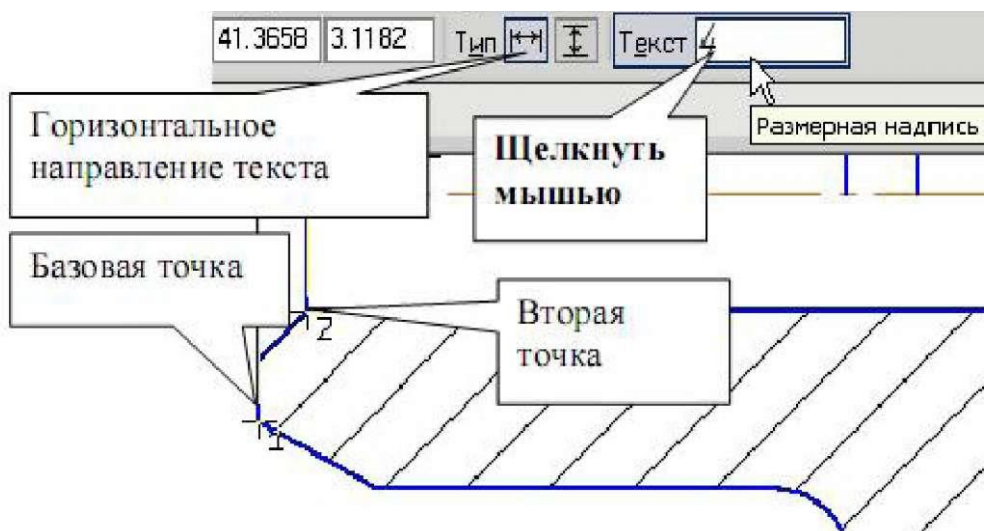 41.3658 3.1182 Тип Текст 4
Размерная надпись
Горизонтальное
направление текста
Щелкнуть
мышью
Базовая точка
Вторая
точка
2
1